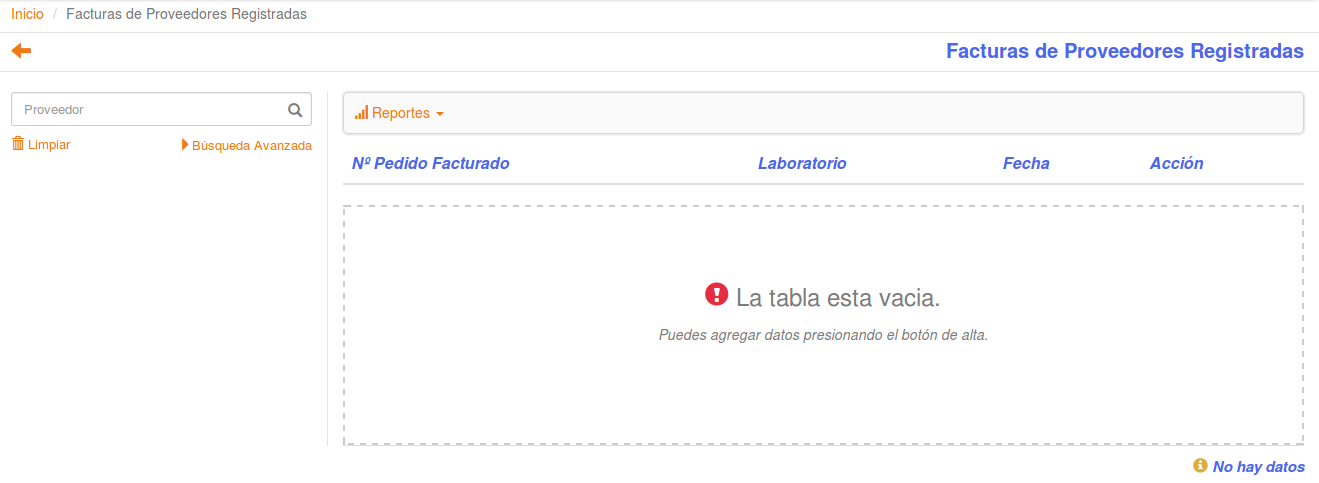 Inicio / Facturas de Proveedores Registradas
Facturas de Proveedores Registradas
Proveedor
Limpiar
Búsqueda Avanzada
Reportes
Nº Pedido Facturado Laboratorio Fecha Acción
La tabla esta vacia.
Puedes agregar datos presionando el botón de alta.
No hay datos